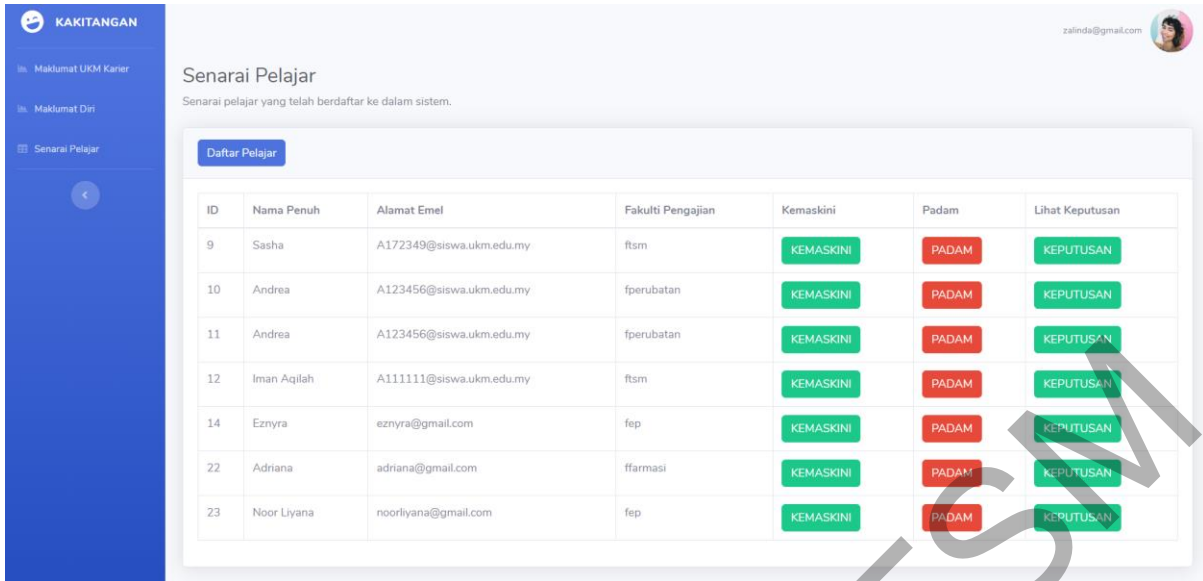 KAKITANGAN
zalinda@gmail.com
Maklumat UKM Karier
Maklumat Diri
Senarai Pelajar
Senarai Pelajar
Senarai pelajar yang telah berdaftar ke dalam sistem.
Daftar Pelajar
ID Nama Penuh Alamat Emel Fakulti Pengajian Kemaskini Padam Lihat Keputusan
9 Sasha A172349@siswa.ukm.edu.my ftsm KEMASKINI PADAM KEPUTUSAN
10 Andrea A123456@siswa.ukm.edu.my fperubatan KEMASKINI PADAM KEPUTUSAN
11 Andrea A123456@siswa.ukm.edu.my fperubatan KEMASKINI PADAM KEPUTUSAN
12 Iman Aqilah A111111@siswa.ukm.edu.my ftsm KEMASKINI PADAM KEPUTUSAN
14 Eznyra eznyra@gmail.com fep KEMASKINI PADAM KEPUTUSAN
22 Adriana adriana@gmail.com ffarmasi KEMASKINI PADAM KEPUTUSAN
23 Noor Liyana noorliyana@gmail.com fep KEMASKINI PADAM KEPUTUSAN